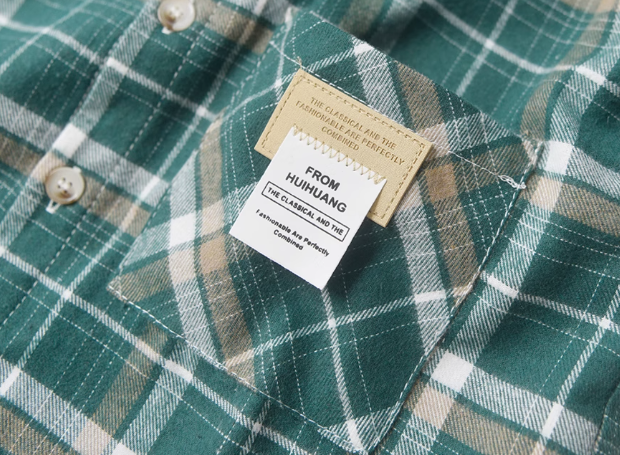 THE CLASSICAL AND THE
FASHIONABLE ARE PERFECTLY
COMBINED
FROM
HUIHUANG
THE CLASSICAL AND THE
Fashionable Are Perfectly
Combined